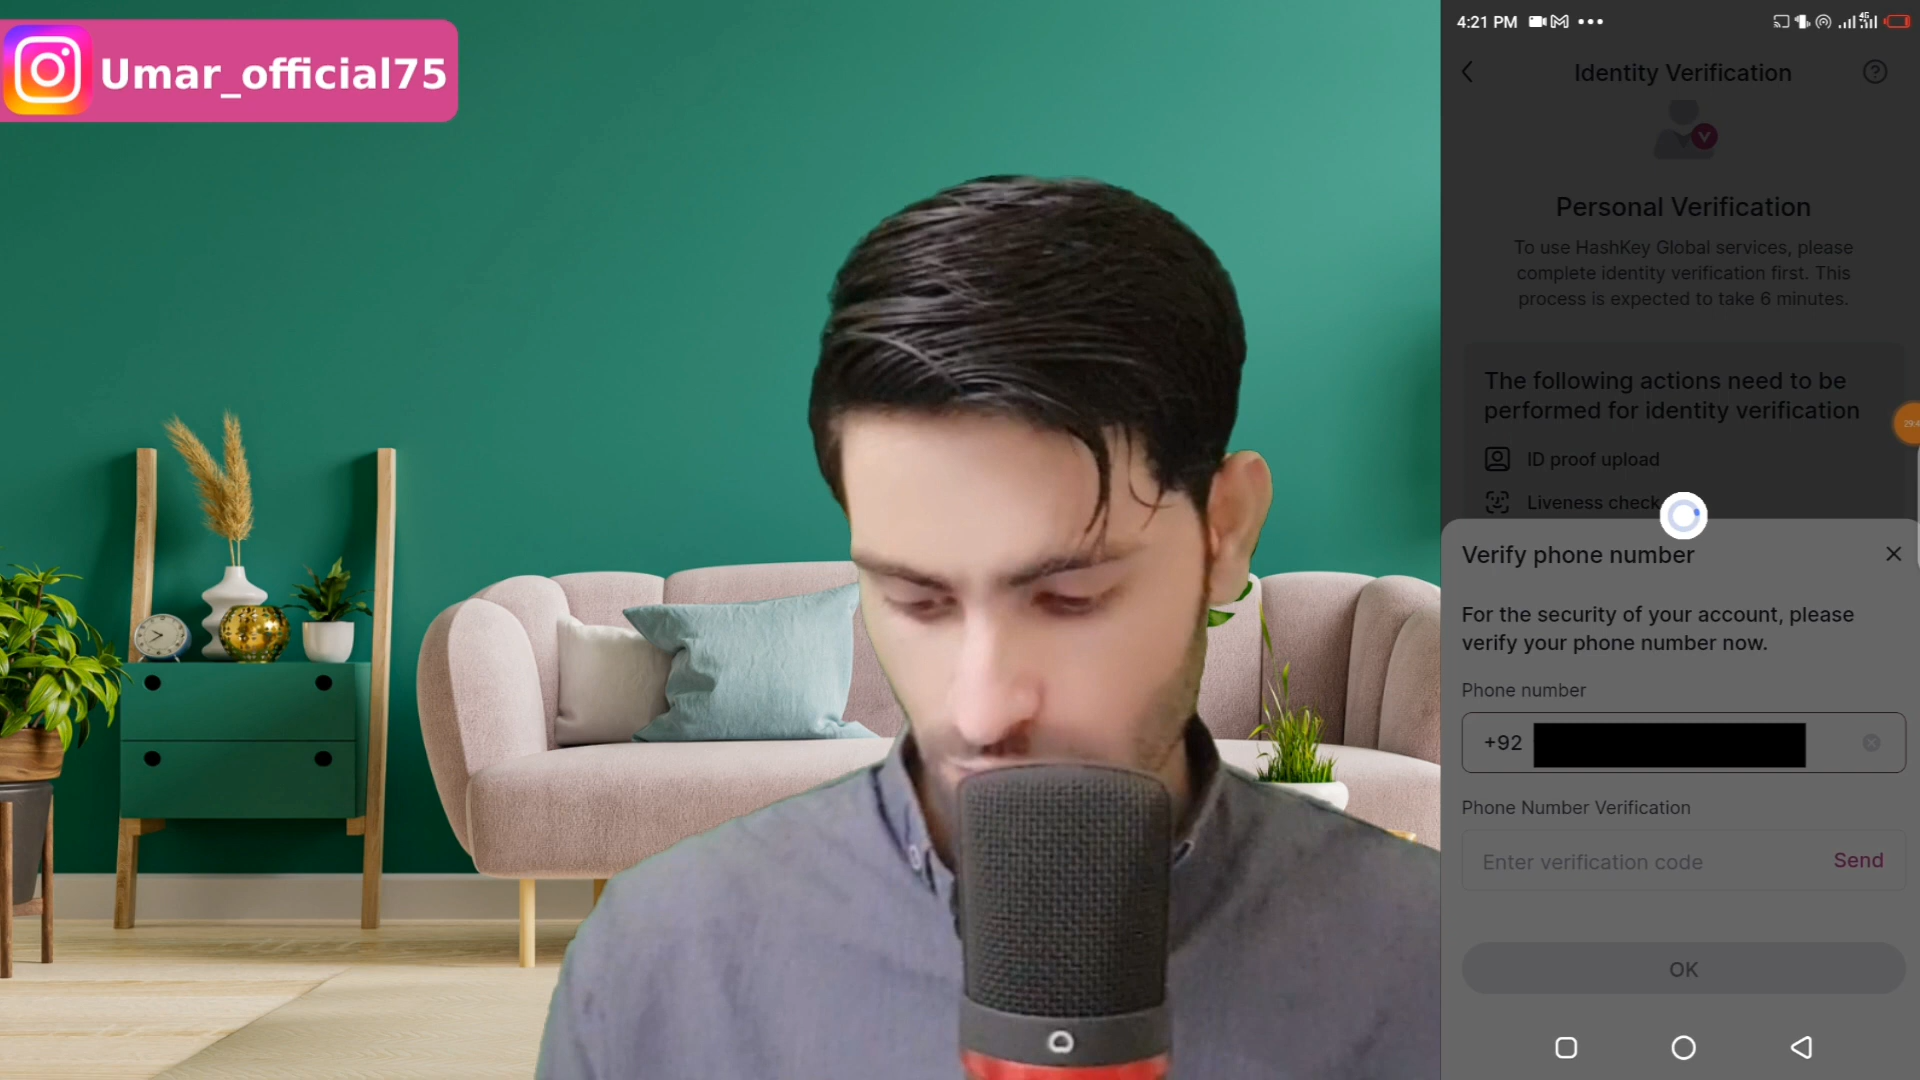 Umar_official75
4:21 PM
Identity Verification
Personal Verification
To use HashKey Global services, please
complete identity verification first. This
process is expected to take 6 minutes.
The following actions need to be
performed for identity verification
ID proof upload
Liveness check
Verify phone number
For the security of your account, please
verify your phone number now.
Phone number
+92
Phone Number Verification
Enter verification code
Send
OK